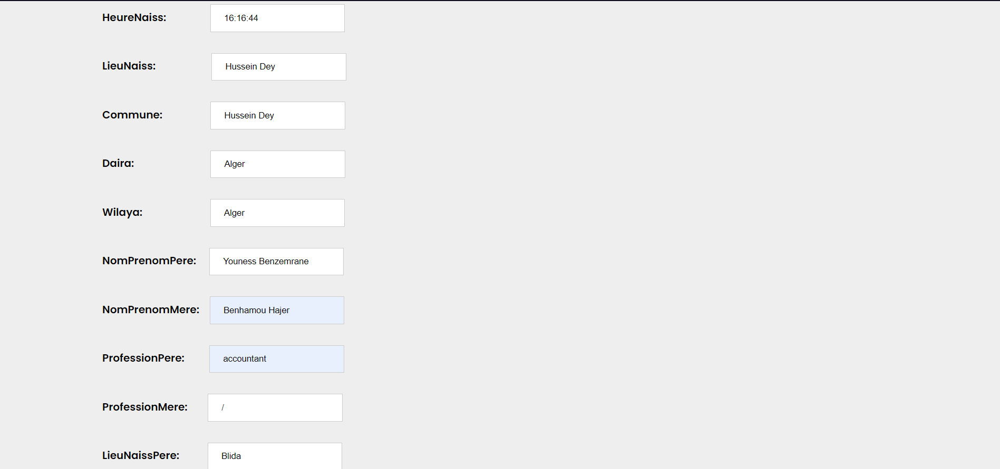 HeureNaiss: 16:16:44
LieuNaiss: Hussein Dey
Commune: Hussein Dey
Daira: Alger
Wilaya: Alger
NomPrenomPere: Youness Benzemrane
NomPrenomMere: Benhamou Hajer
ProfessionPere: accountant
ProfessionMere: /
LieuNaissPere: Blida